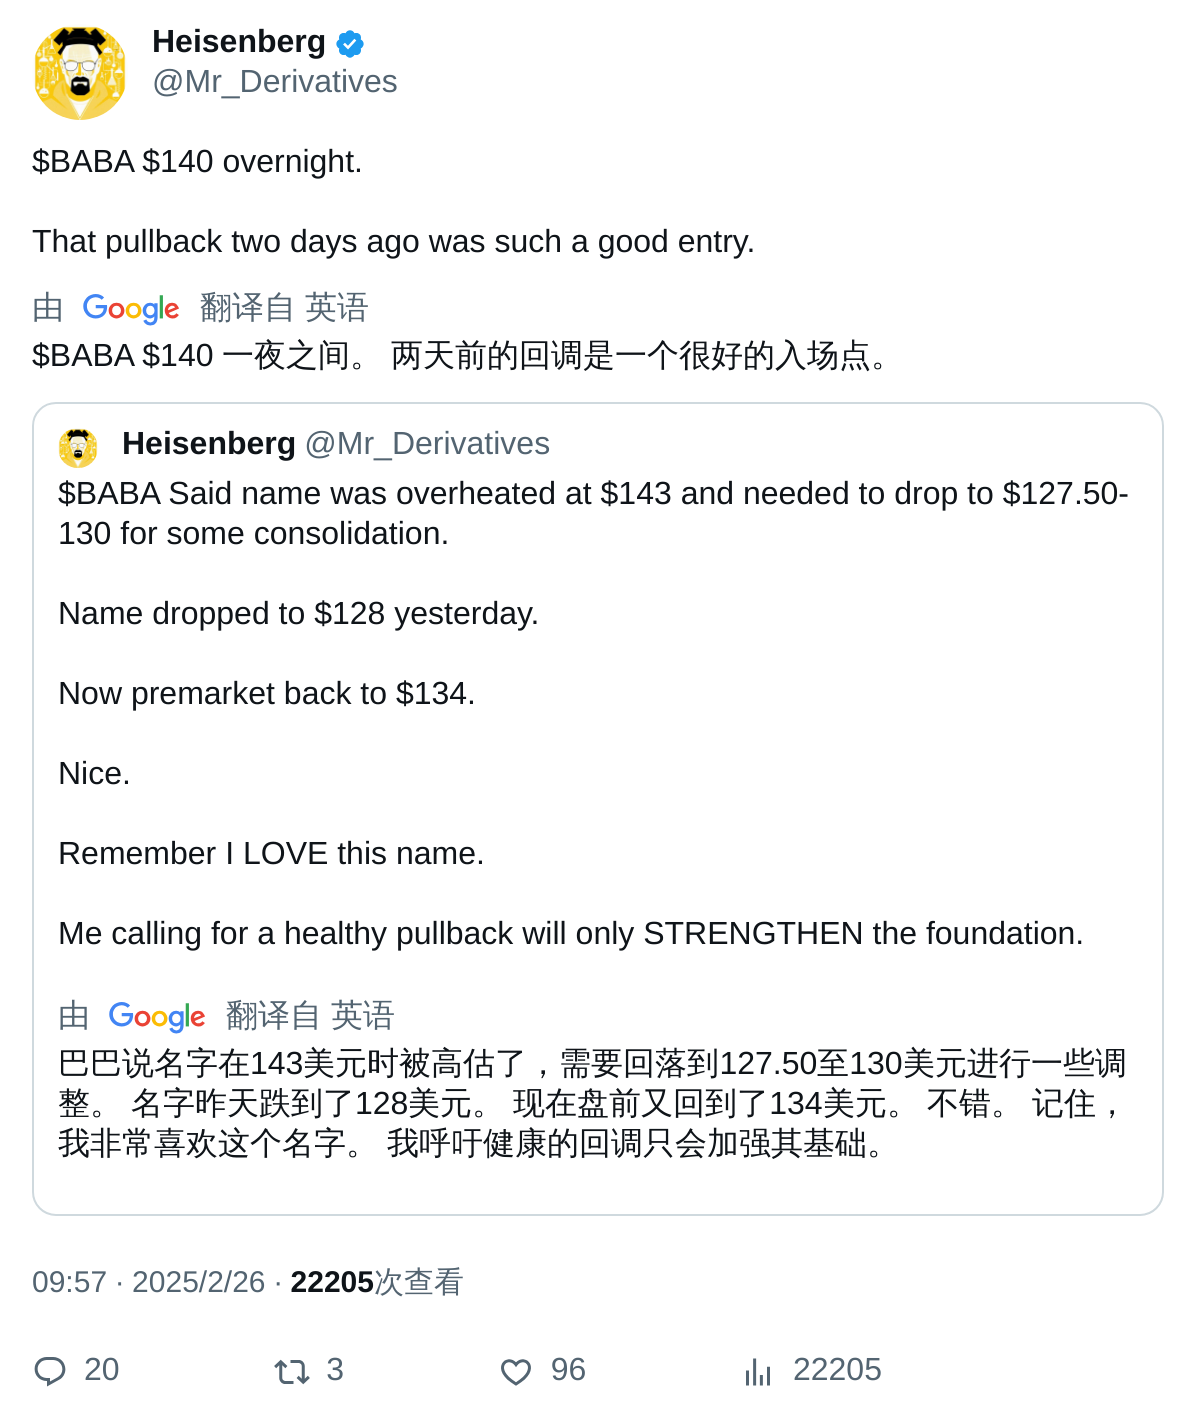 Heisenberg
@Mr_Derivatives
$BABA $140 overnight.
That pullback two days ago was such a good entry.
由 Google 翻译自 英语
$BABA $140 一夜之间。 两天前的回调是一个很好的入场点。
Heisenberg @Mr_Derivatives
$BABA Said name was overheated at $143 and needed to drop to $127.50-
130 for some consolidation.
Name dropped to $128 yesterday.
Now premarket back to $134.
Nice.
Remember I LOVE this name.
Me calling for a healthy pullback will only STRENGTHEN the foundation.
由 Google 翻译自 英语
巴巴说名字在143美元时被高估了，需要回落到127.50至130美元进行一些调
整。 名字昨天跌到了128美元。 现在盘前又回到了134美元。 不错。 记住，
我非常喜欢这个名字。 我呼吁健康的回调只会加强其基础。
09:57 · 2025/2/26 · 22205次查看
20 3 96 22205